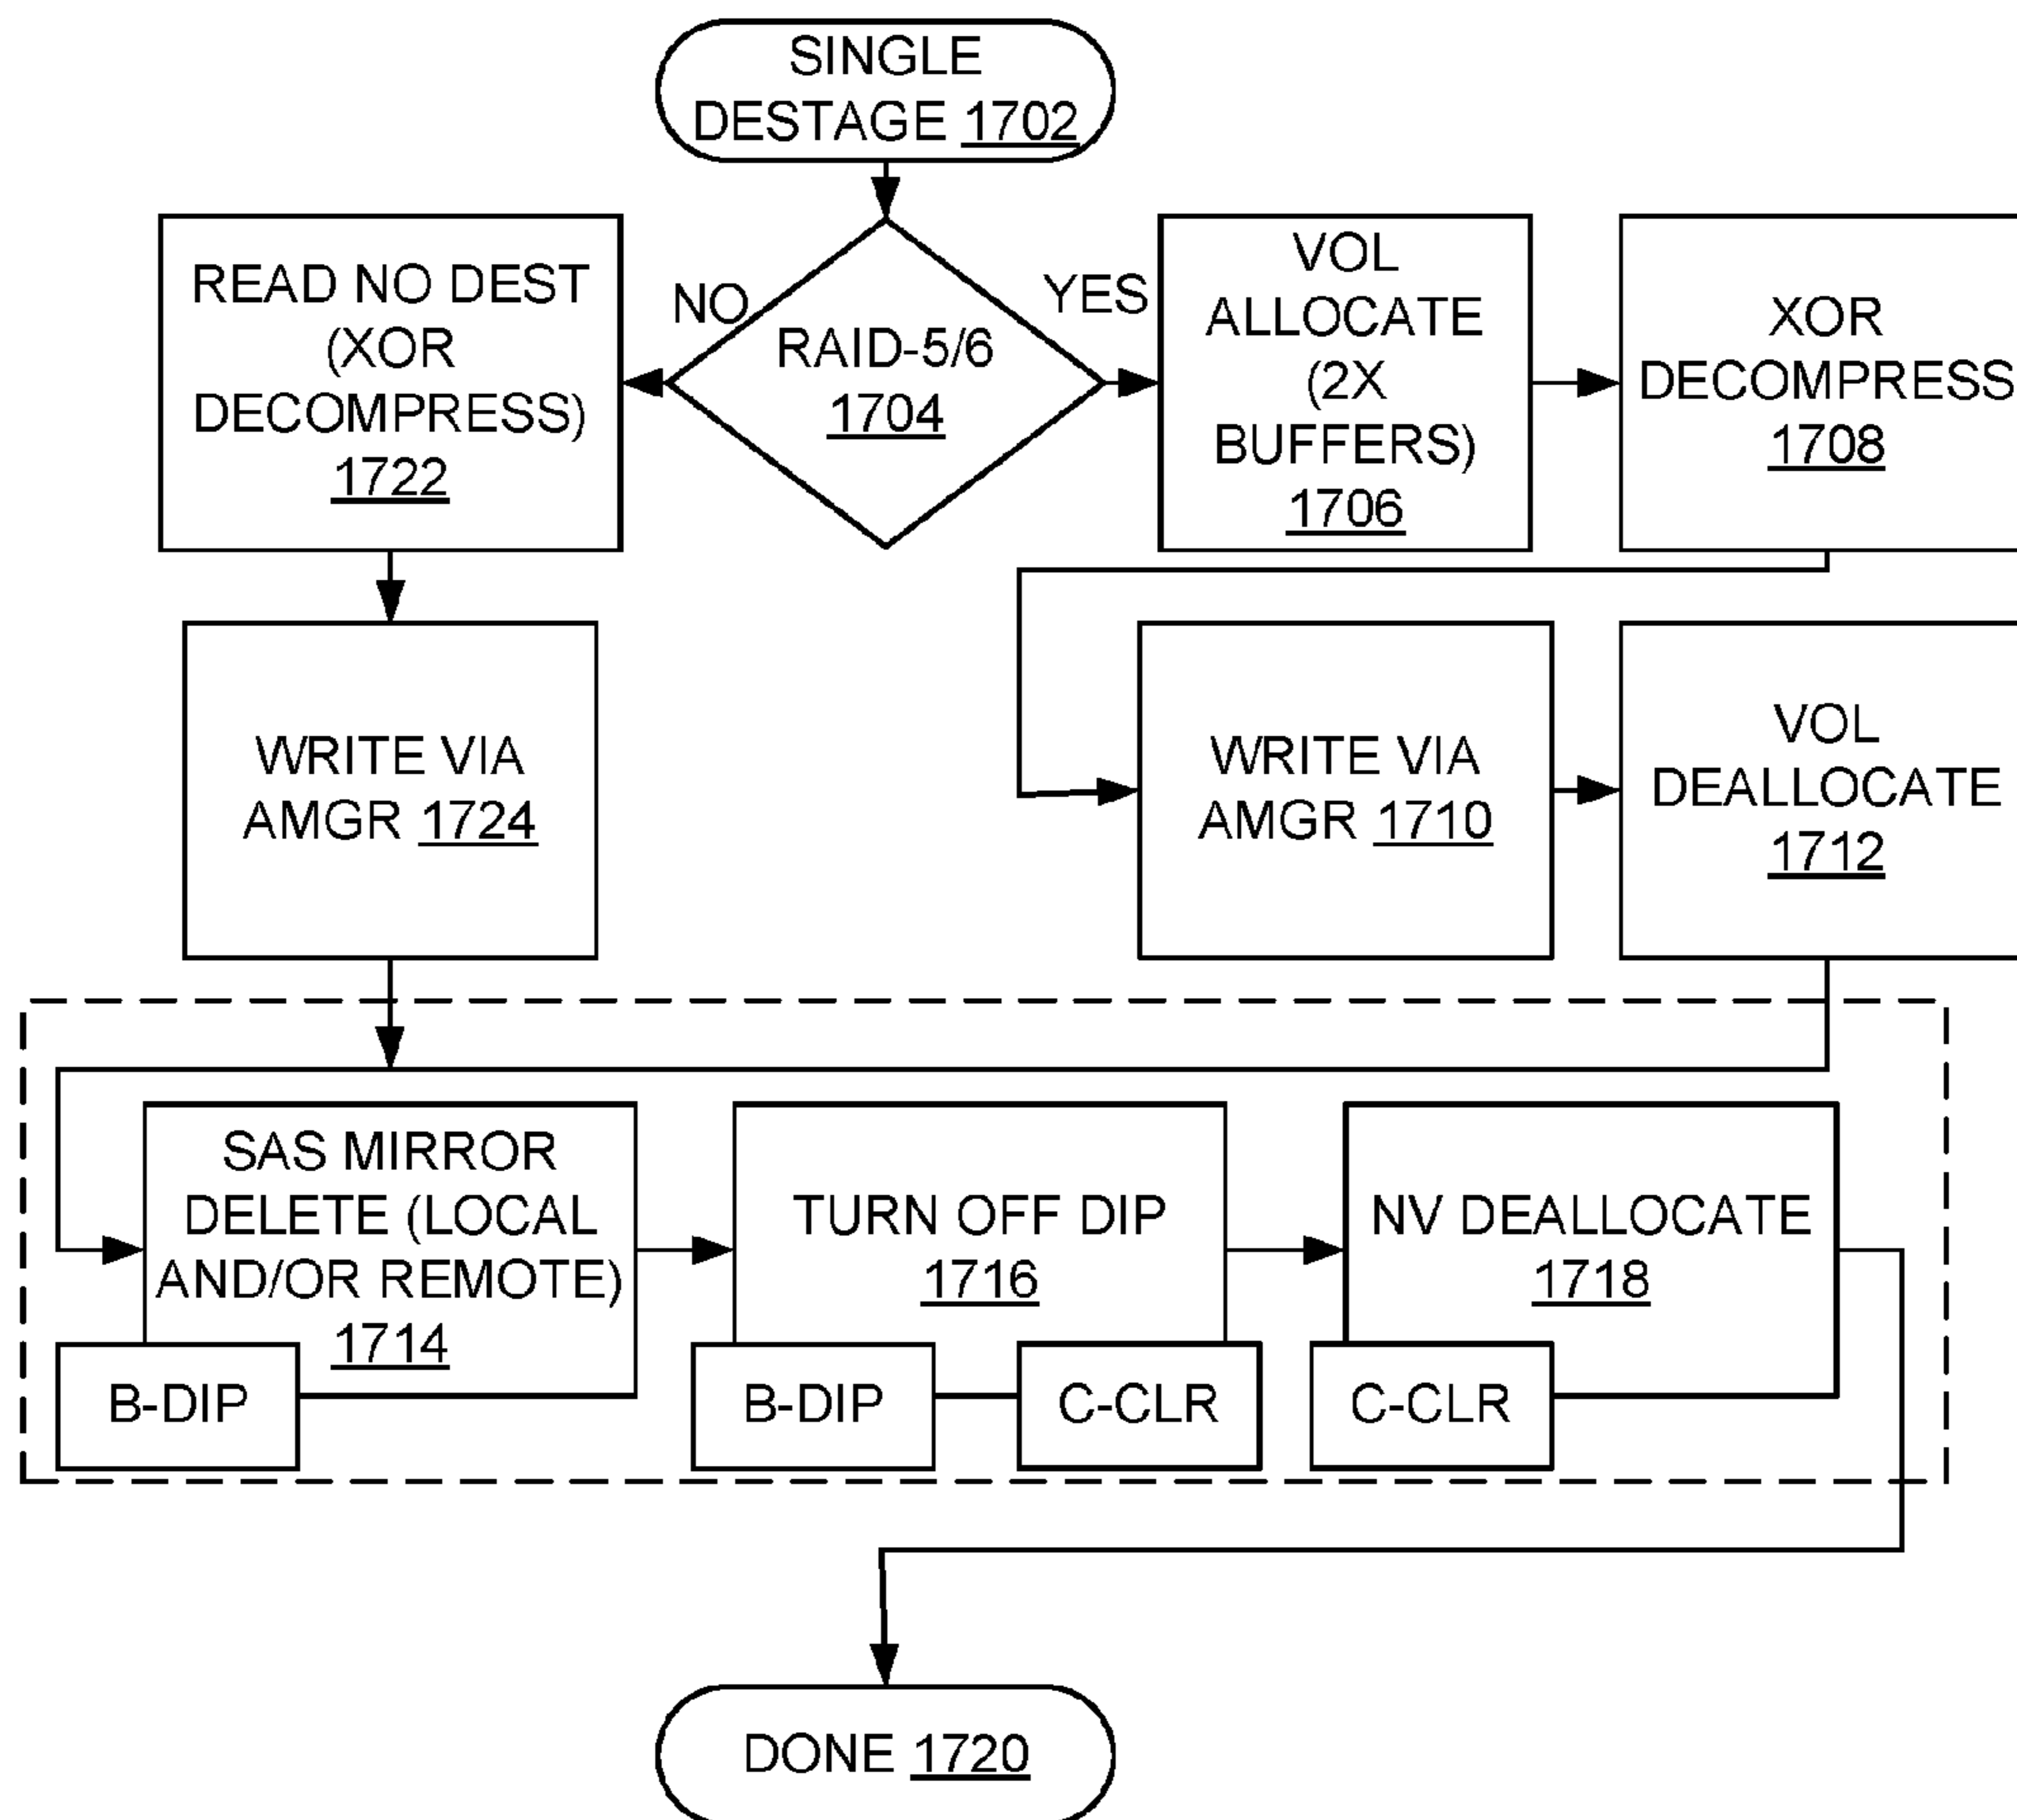 SINGLE
DESTAGE 1702
READ NO DEST
(XOR
DECOMPRESS)
1722
NO
RAID-5/6
1704
YES
VOL
ALLOCATE
(2X
BUFFERS)
1706
XOR
DECOMPRESS
1708
WRITE VIA
AMGR 1724
WRITE VIA
AMGR 1710
VOL
DEALLOCATE
1712
SAS MIRROR
DELETE (LOCAL
AND/OR REMOTE)
1714
B-DIP
TURN OFF DIP
1716
B-DIP
C-CLR
NV DEALLOCATE
1718
C-CLR
DONE 1720